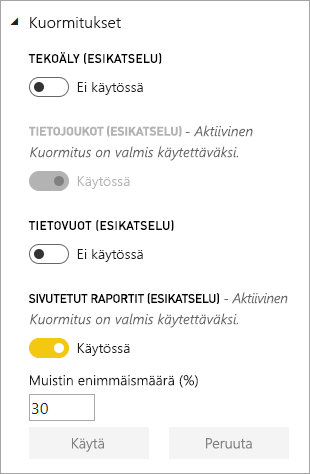 Kuormitukset
TEKOÄLY (ESIKATSELU)
Ei käytössä
TIETOJOUKOT (ESIKATSELU) - Aktiivinen
Kuormitus on valmis käytettäväksi.
Käytössä
TIETOVUOT (ESIKATSELU)
Ei käytössä
SIVUTETUT RAPORTIT (ESIKATSELU) - Aktiivinen
Kuormitus on valmis käytettäväksi.
Käytössä
Muistin enimmäismäärä (%)
30
Käytä Peruuta